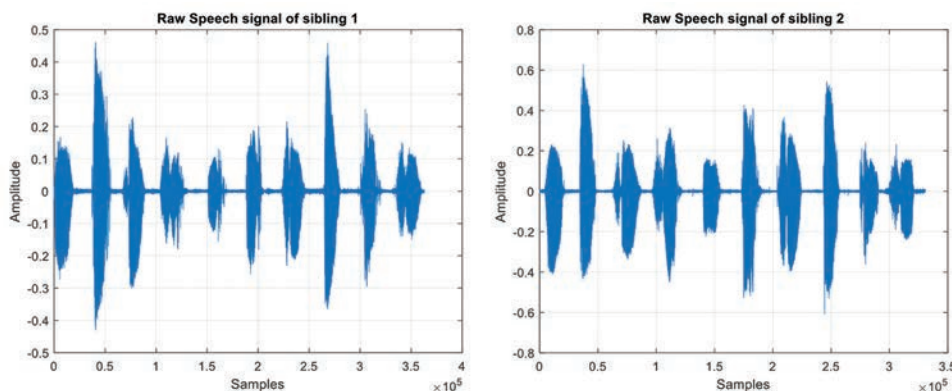 Raw Speech signal of sibling 1
0.5
0.4
0.3
0.2
0.1
0
-0.1
-0.2
-0.3
-0.4
-0.5
Amplitude
0 0.5 1 1.5 2 2.5 3 3.5 4
Samples
×10⁵
Raw Speech signal of sibling 2
0.8
0.6
0.4
0.2
0
-0.2
-0.4
-0.6
-0.8
Amplitude
0 0.5 1 1.5 2 2.5 3 3.5
Samples
×10⁵